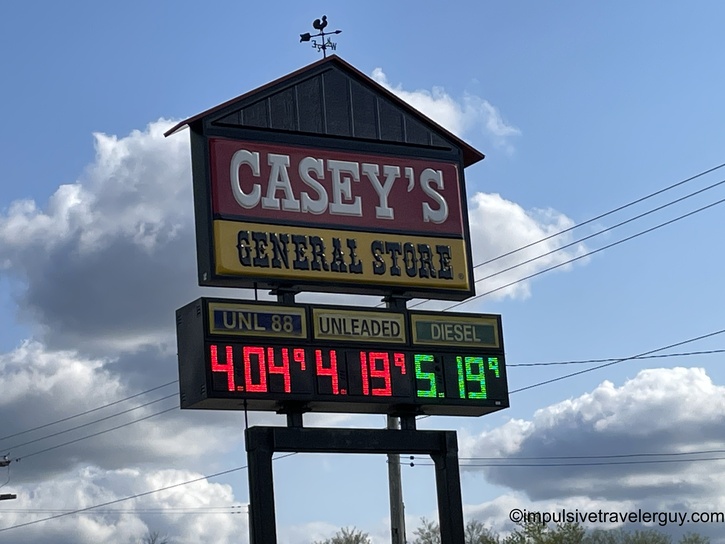 CASEY'S
GENERAL STORE
UNL 88 UNLEADED DIESEL
4.04⁹ 4.19⁹ 5.19⁹
©impulsivetravelerguy.com